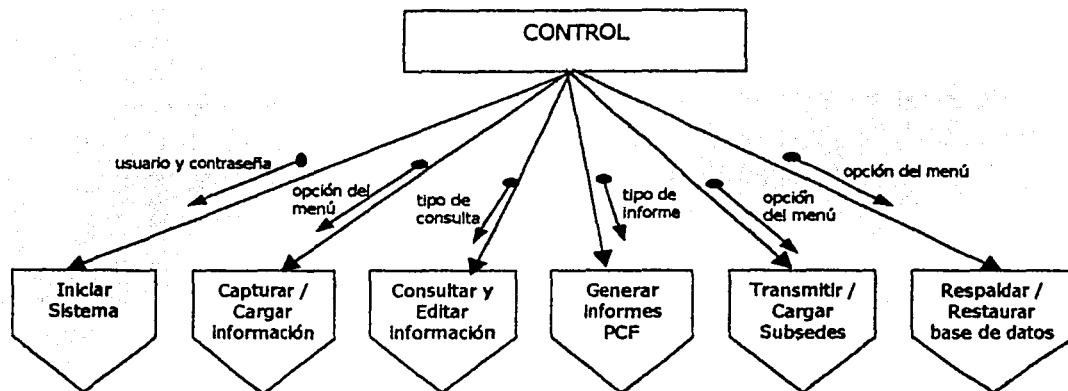 CONTROL
usuario y contraseña
opción del
menú
tipo de
consulta
tipo de
informe
opción
del menú
opción del menú
Iniciar
Sistema
Capturar /
Cargar
información
Consultar y
Editar
información
Generar
informes
PCF
Transmitir /
Cargar
Subsedes
Respaldar /
Restaurar
base de datos